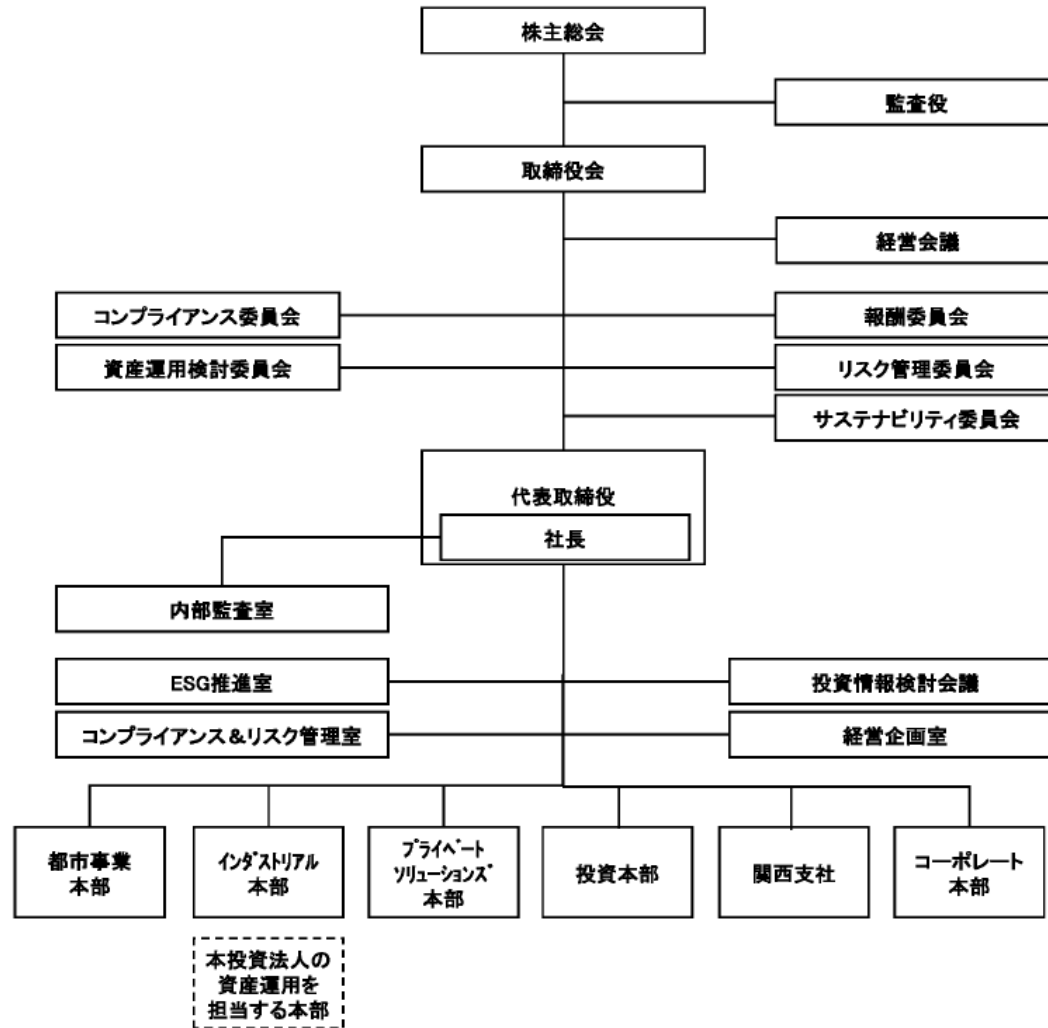 株主総会
監査役
取締役会
経営会議
コンプライアンス委員会
報酬委員会
資産運用検討委員会
リスク管理委員会
サステナビリティ委員会
代表取締役
社長
内部監査室
ESG推進室
投資情報検討会議
コンプライアンス&リスク管理室
経営企画室
都市事業
本部
ｲﾝﾀﾞｽﾄﾘｱﾙ
本部
ﾌﾟﾗｲﾍﾞｰﾄ
ｿﾘｭｰｼｮﾝｽﾞ
本部
投資本部
関西支社
コーポレート
本部
本投資法人の
資産運用を
担当する本部